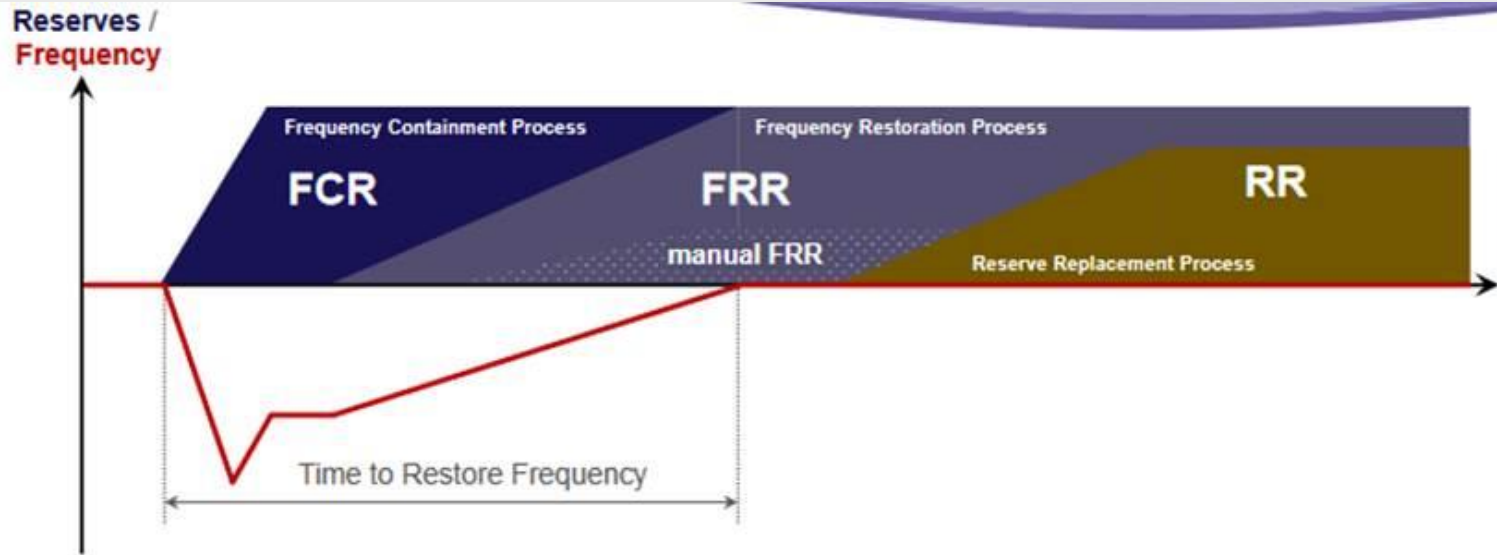 Reserves /
Frequency
Frequency Containment Process
Frequency Restoration Process
FCR
FRR
RR
manual FRR
Reserve Replacement Process
Time to Restore Frequency